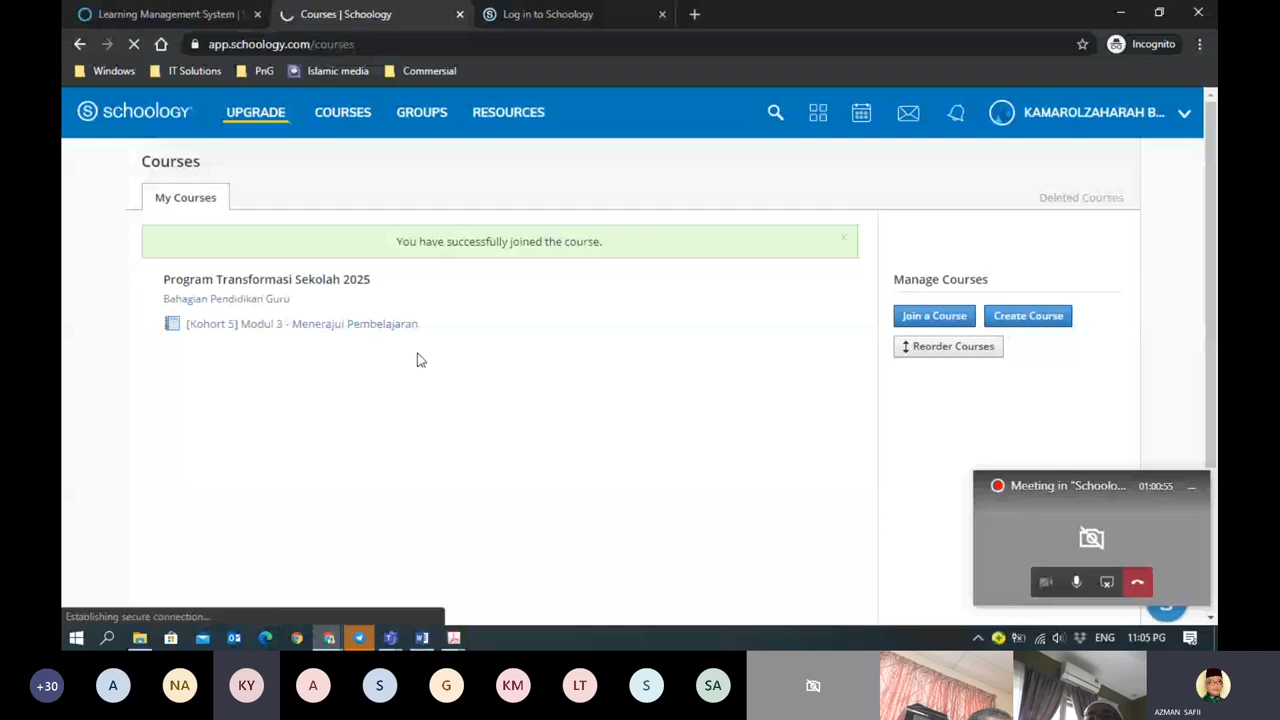 Learning Management System |
Courses | Schoology
Log in to Schoology
app.schoology.com/courses
Incognito
Windows
IT Solutions
PnG
Islamic media
Commersial
schoology
UPGRADE
COURSES
GROUPS
RESOURCES
KAMAROLZAHARAH B...
Courses
My Courses
Deleted Courses
You have successfully joined the course.
Program Transformasi Sekolah 2025
Bahagian Pendidikan Guru
[Kohort 5] Modul 3 - Menerajui Pembelajaran
Manage Courses
Join a Course
Create Course
Reorder Courses
Meeting in "Schoolo...
01:00:55
Establishing secure connection...
ENG
11:05 PG
+30
A
NA
KY
A
S
G
KM
LT
S
SA
AZMAN SAFII